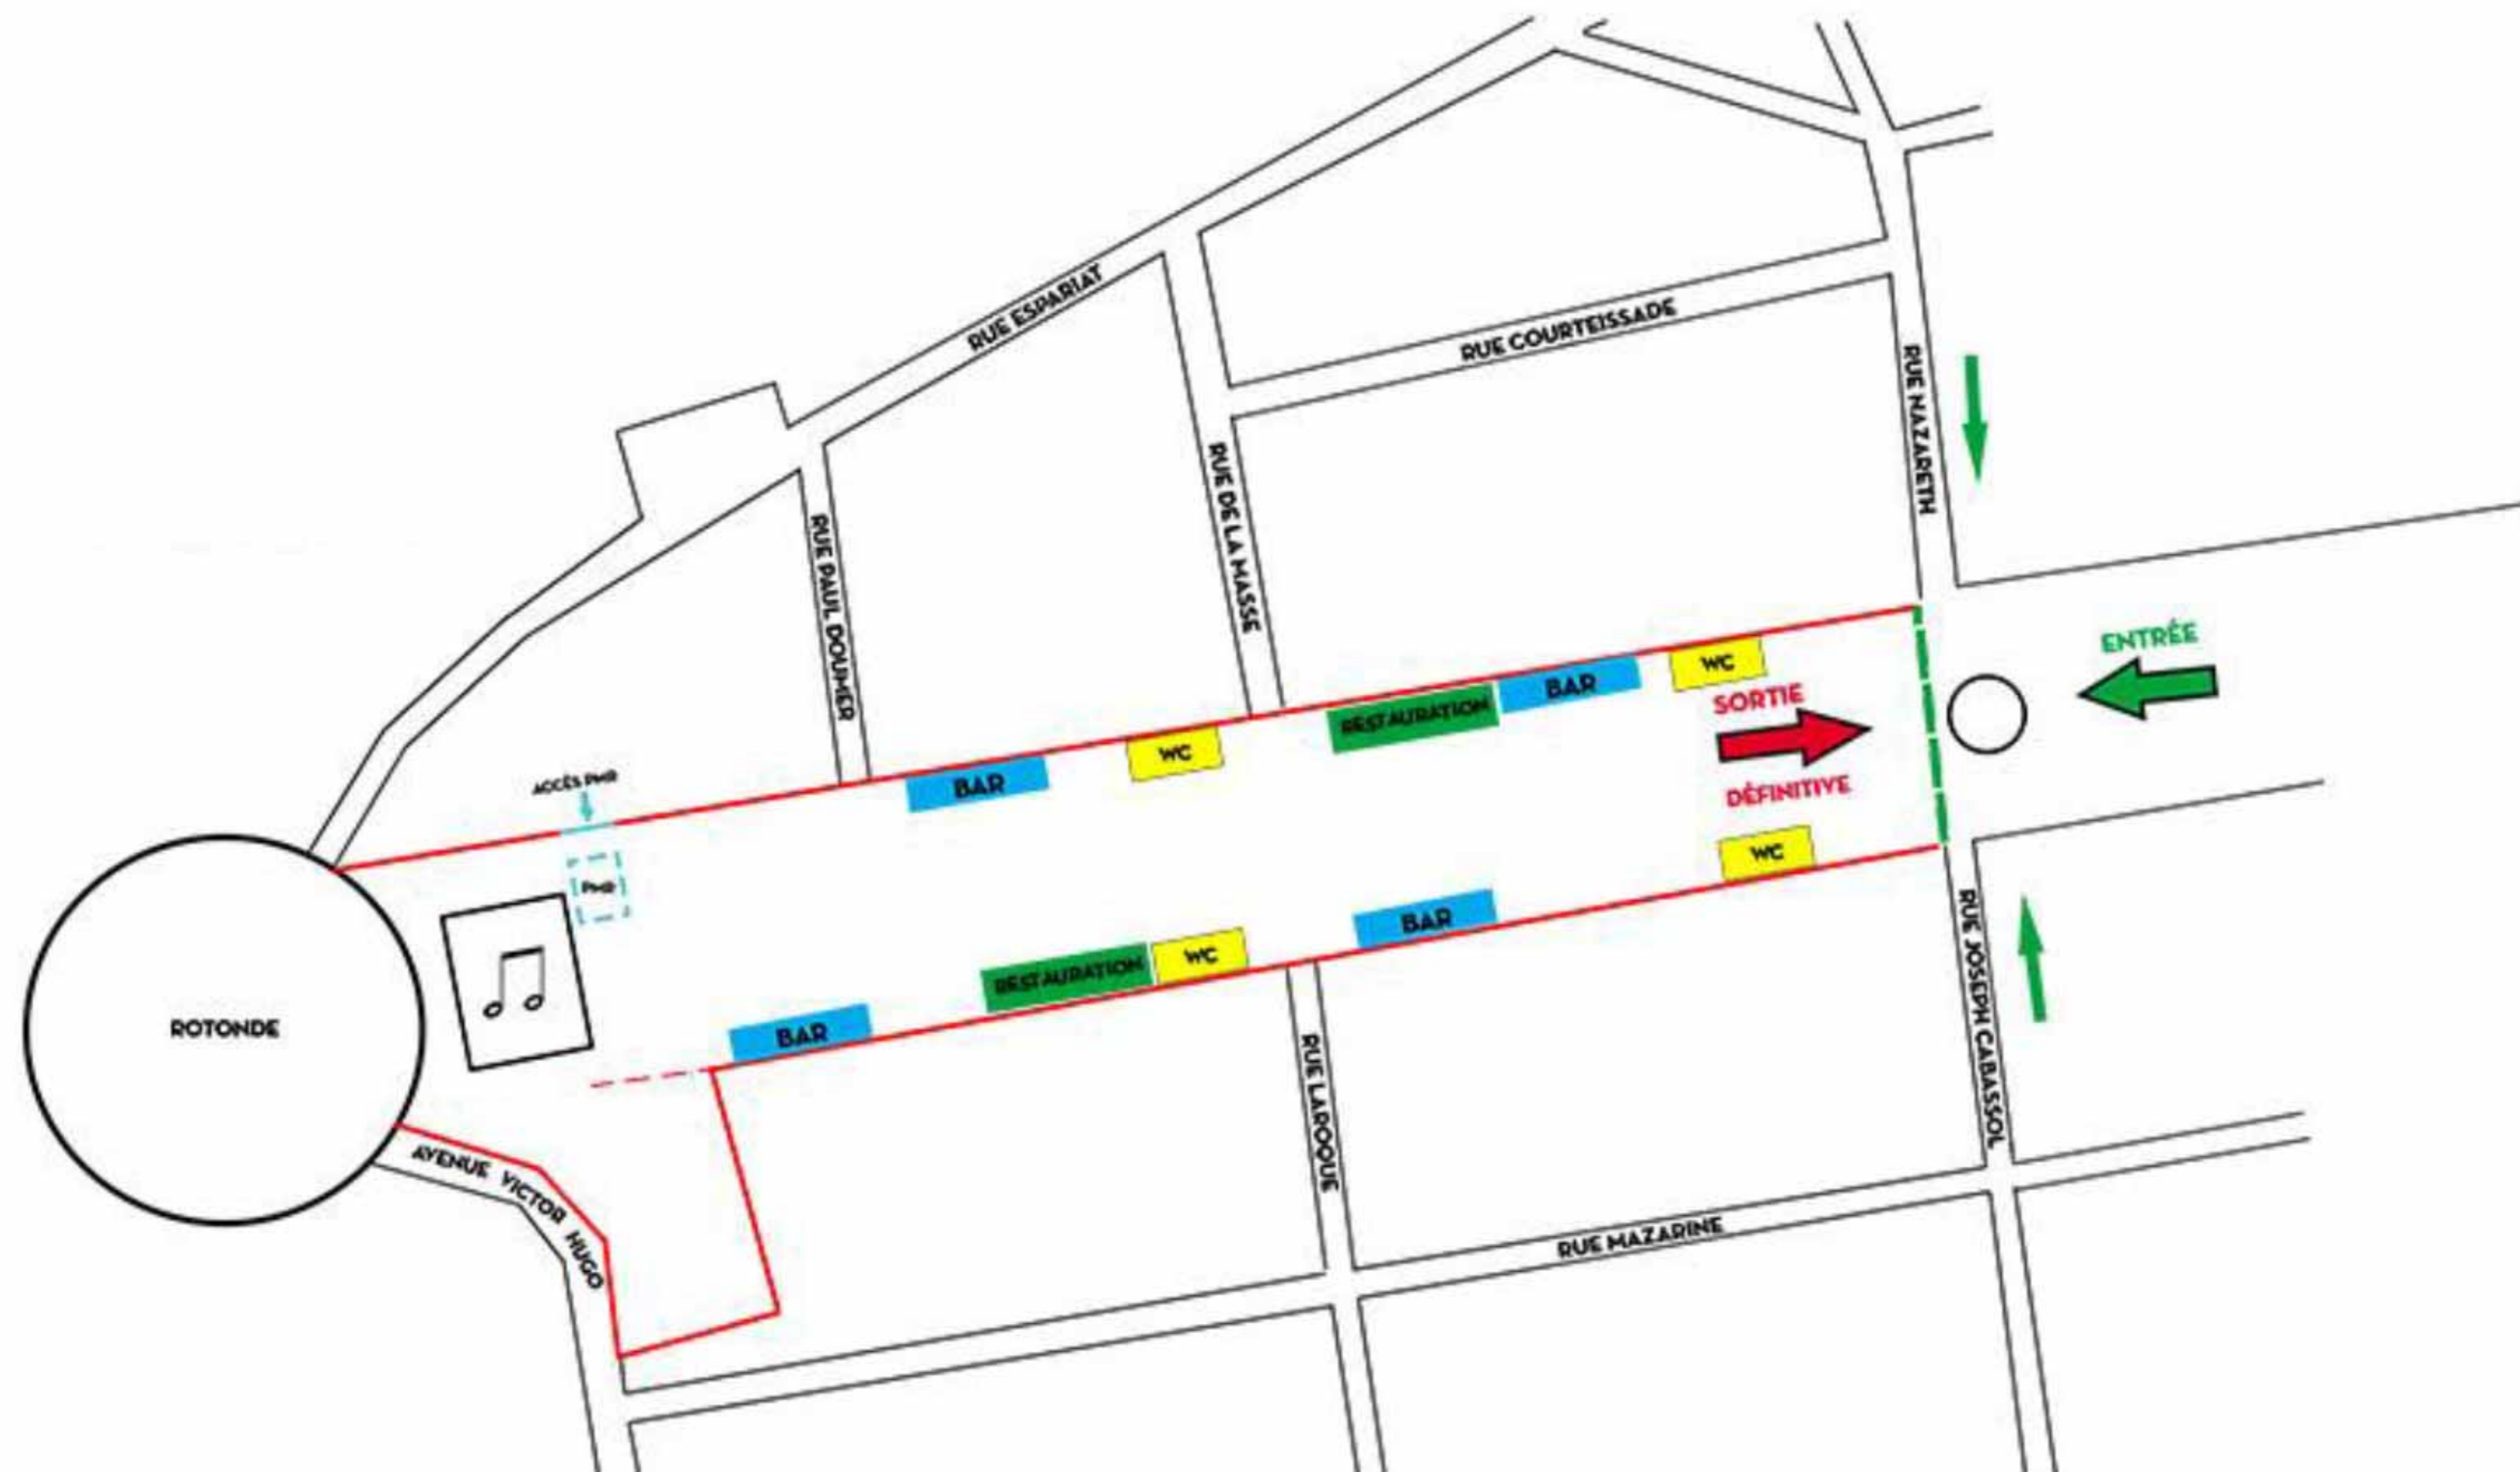 RUE ESPARIAT
RUE COURTEISSADE
RUE NAZARETH
RUE DE LA MASSE
RUE PAUL DOUMER
ENTRÉE
WC
SORTIE
BAR
RESTAURATION
WC
BAR
DÉFINITIVE
ACCÈS PMR
PMR
WC
BAR
WC
RESTAURATION
BAR
ROTONDE
RUE JOSEPH CABASSOL
RUE LAROQUE
AVENUE VICTOR HUGO
RUE MAZARINE